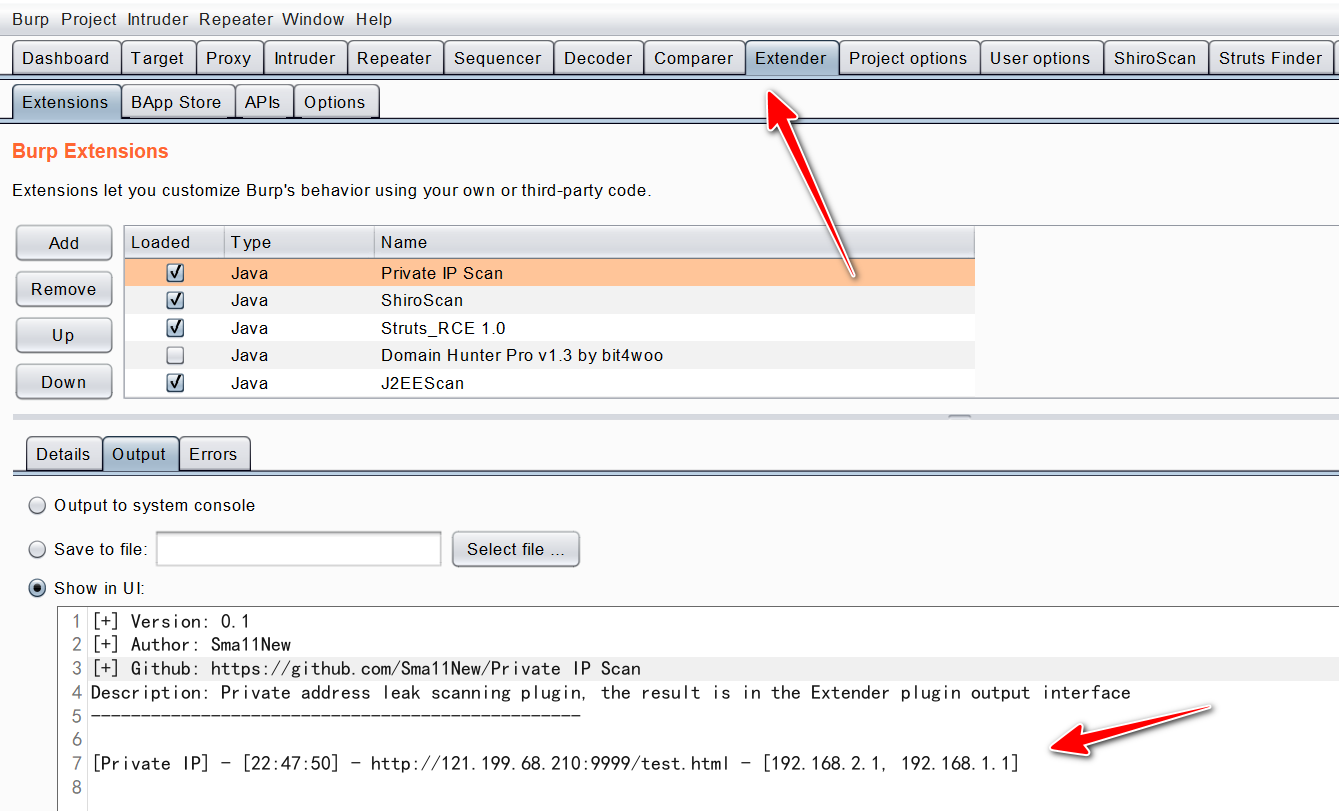 Burp Project Intruder Repeater Window Help
Dashboard Target Proxy Intruder Repeater Sequencer Decoder Comparer Extender Project options User options ShiroScan Struts Finder
Extensions BApp Store APIs Options
Burp Extensions
Extensions let you customize Burp's behavior using your own or third-party code.
Add
Remove
Up
Down
Loaded Type Name
Java Private IP Scan
Java ShiroScan
Java Struts_RCE 1.0
Java Domain Hunter Pro v1.3 by bit4woo
Java J2EEScan
Details Output Errors
Output to system console
Save to file: Select file ...
Show in UI:
1 [+] Version: 0.1
2 [+] Author: Sma11New
3 [+] Github: https://github.com/Sma11New/Private IP Scan
4 Description: Private address leak scanning plugin, the result is in the Extender plugin output interface
5 -------------------------------------------------
6
7 [Private IP] - [22:47:50] - http://121.199.68.210:9999/test.html - [192.168.2.1, 192.168.1.1]
8